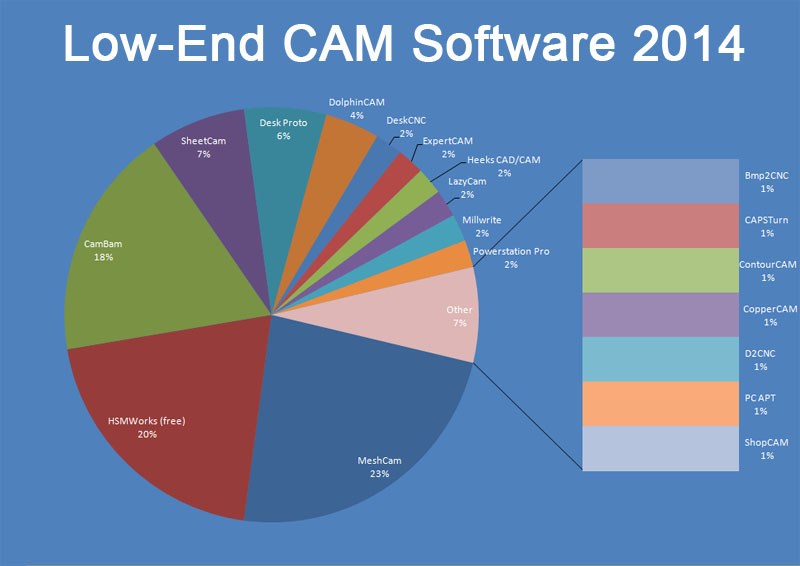 Low-End CAM Software 2014
DolphinCAM
4%
Desk Proto
6%
DeskCNC
2%
SheetCam
7%
ExpertCAM
2%
Heeks CAD/CAM
2%
LazyCam
2%
Millwrite
2%
Powerstation Pro
2%
CamBam
18%
Other
7%
HSMWorks (free)
20%
MeshCam
23%
Bmp2CNC
1%
CAPSTurn
1%
ContourCAM
1%
CopperCAM
1%
D2CNC
1%
PC APT
1%
ShopCAM
1%